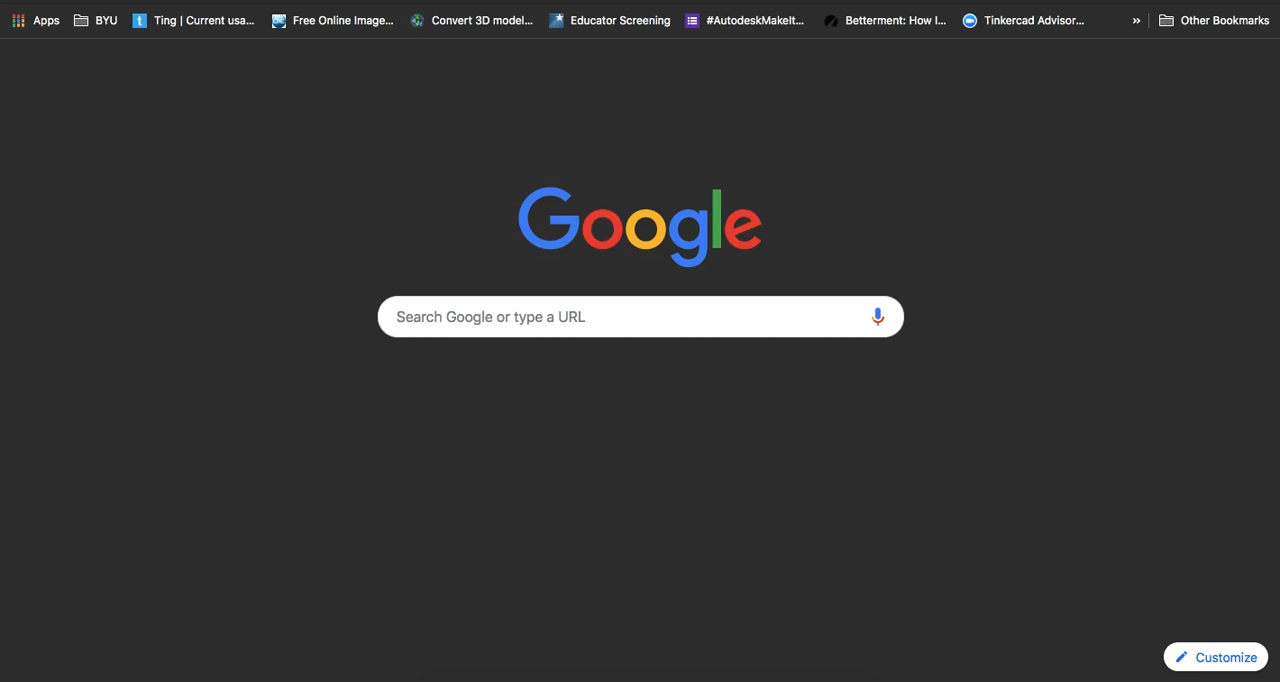 Apps BYU Ting | Current usa... Free Online Image... Convert 3D model... Educator Screening #AutodeskMakeIt... Betterment: How I... Tinkercad Advisor... » Other Bookmarks
Google
Search Google or type a URL
Customize